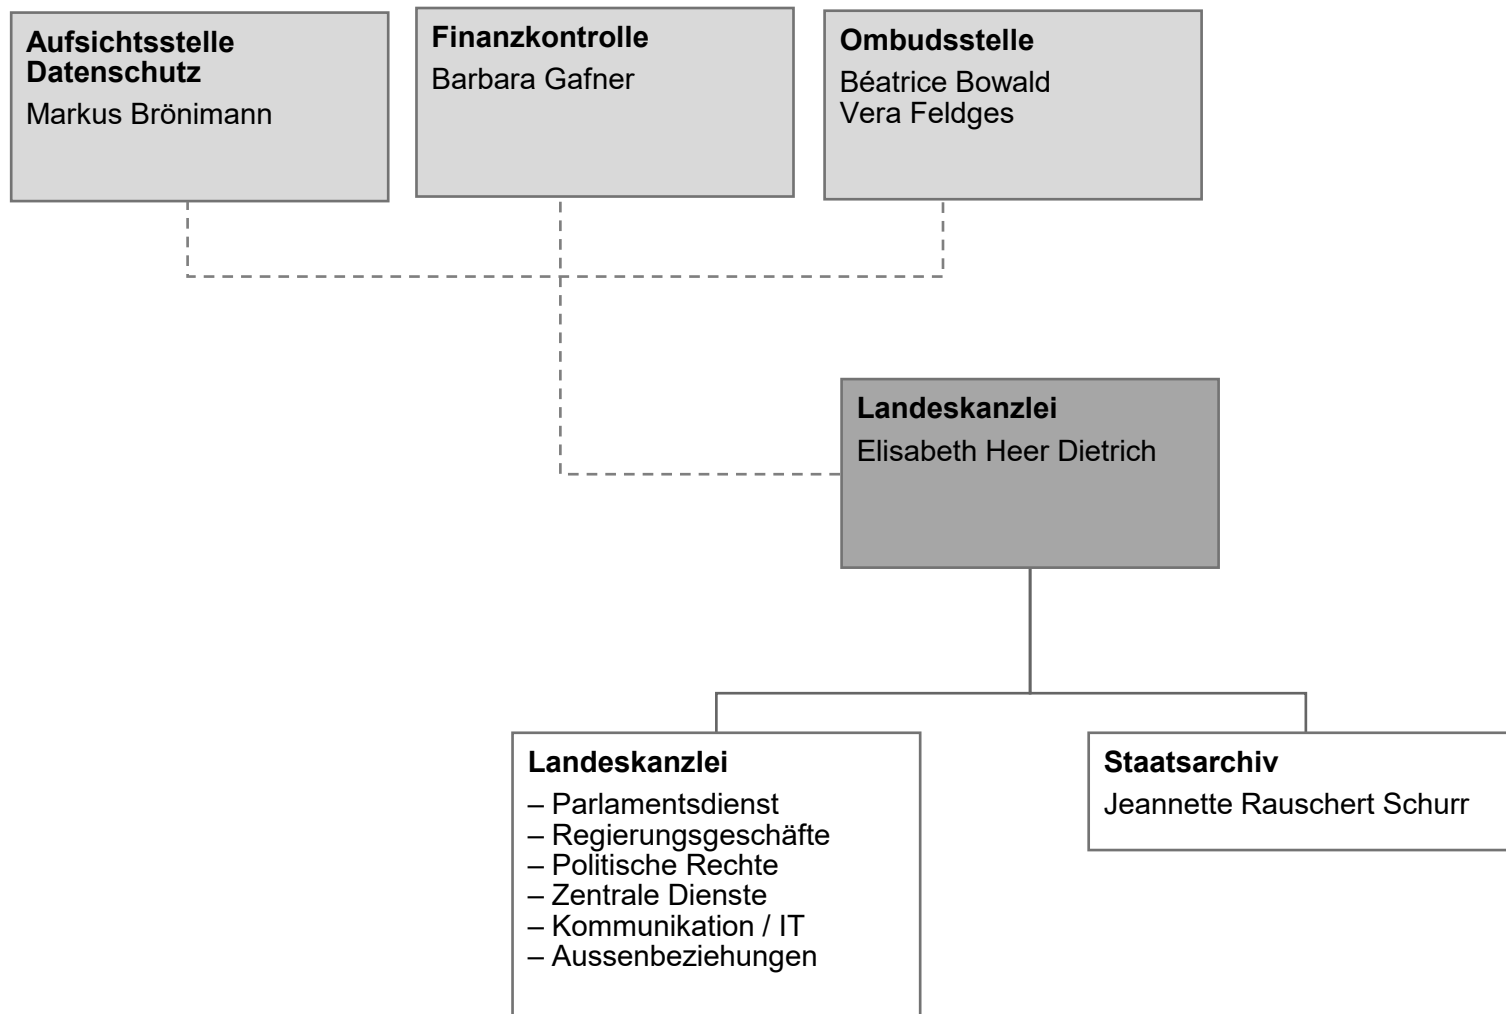 Aufsichtsstelle
Datenschutz
Markus Brönimann
Finanzkontrolle
Barbara Gafner
Ombudsstelle
Béatrice Bowald
Vera Feldges
Landeskanzlei
Elisabeth Heer Dietrich
Landeskanzlei
– Parlamentsdienst
– Regierungsgeschäfte
– Politische Rechte
– Zentrale Dienste
– Kommunikation / IT
– Aussenbeziehungen
Staatsarchiv
Jeannette Rauschert Schurr